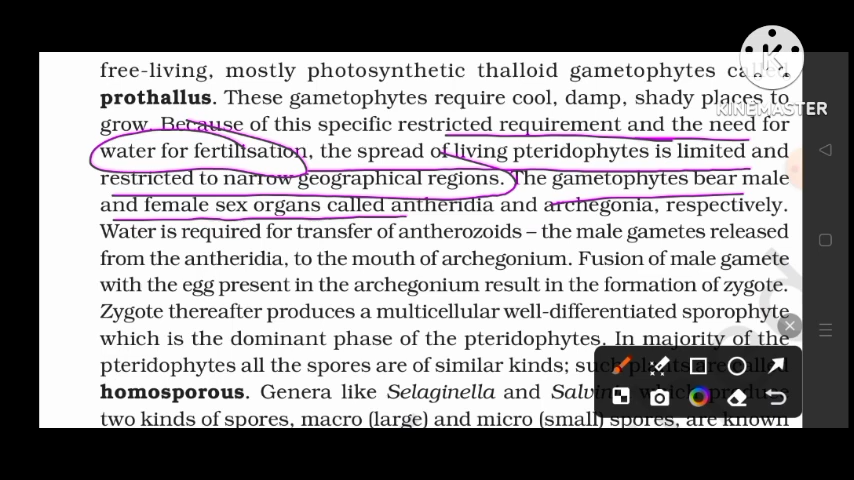 free-living, mostly photosynthetic thalloid gametophytes called
prothallus. These gametophytes require cool, damp, shady places to
KINEMASTER
grow. Because of this specific restricted requirement and the need for
water for fertilisation, the spread of living pteridophytes is limited and
restricted to narrow geographical regions. The gametophytes bear male
and female sex organs called antheridia and archegonia, respectively.
Water is required for transfer of antherozoids – the male gametes released
from the antheridia, to the mouth of archegonium. Fusion of male gamete
with the egg present in the archegonium result in the formation of zygote.
Zygote thereafter produces a multicellular well-differentiated sporophyte
which is the dominant phase of the pteridophytes. In majority of the
pteridophytes all the spores are of similar kinds; such plants are called
homosporous. Genera like Selaginella and Salvinia which produce
two kinds of spores, macro (large) and micro (small) spores, are known